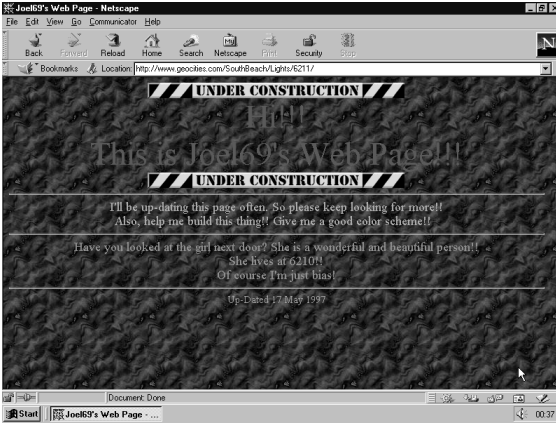 Joel69's Web Page - Netscape
File Edit View Go Communicator Help
Back Forward Reload Home Search Netscape Print Security Stop
N
Bookmarks Location: http://www.geocities.com/SouthBeach/Lights/6211/
UNDER CONSTRUCTION
Hi!!!
This is Joel69's Web Page!!!
UNDER CONSTRUCTION
I'll be up-dating this page often. So please keep looking for more!!
Also, help me build this thing!! Give me a good color scheme!!
Have you looked at the girl next door? She is a wonderful and beautiful person!!
She lives at 6210!!
Of course I'm just bias!
Up-Dated 17 May 1997
Document: Done
Start Joel69's Web Page - ... 00:37